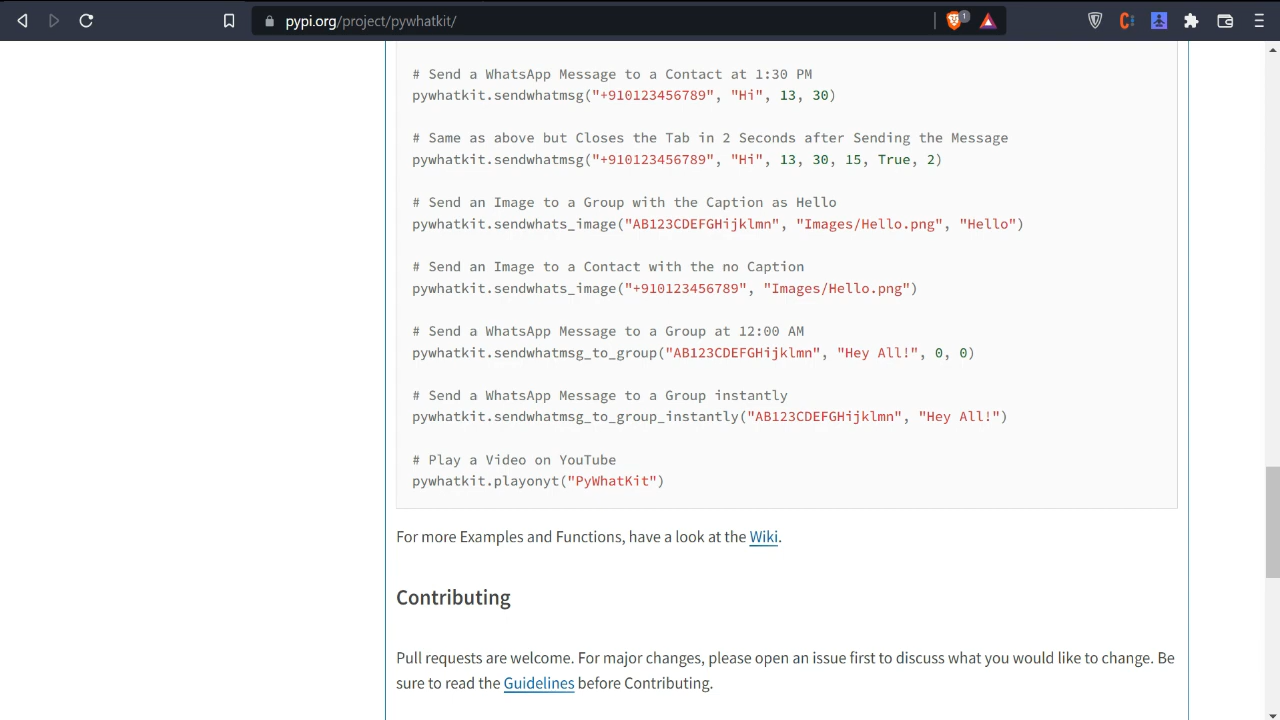 pypi.org/project/pywhatkit/
1
# Send a WhatsApp Message to a Contact at 1:30 PM
pywhatkit.sendwhatmsg("+910123456789", "Hi", 13, 30)
# Same as above but Closes the Tab in 2 Seconds after Sending the Message
pywhatkit.sendwhatmsg("+910123456789", "Hi", 13, 30, 15, True, 2)
# Send an Image to a Group with the Caption as Hello
pywhatkit.sendwhats_image("AB123CDEFGHijklmn", "Images/Hello.png", "Hello")
# Send an Image to a Contact with the no Caption
pywhatkit.sendwhats_image("+910123456789", "Images/Hello.png")
# Send a WhatsApp Message to a Group at 12:00 AM
pywhatkit.sendwhatmsg_to_group("AB123CDEFGHijklmn", "Hey All!", 0, 0)
# Send a WhatsApp Message to a Group instantly
pywhatkit.sendwhatmsg_to_group_instantly("AB123CDEFGHijklmn", "Hey All!")
# Play a Video on YouTube
pywhatkit.playonyt("PyWhatKit")
For more Examples and Functions, have a look at the Wiki.
Contributing
Pull requests are welcome. For major changes, please open an issue first to discuss what you would like to change. Be
sure to read the Guidelines before Contributing.